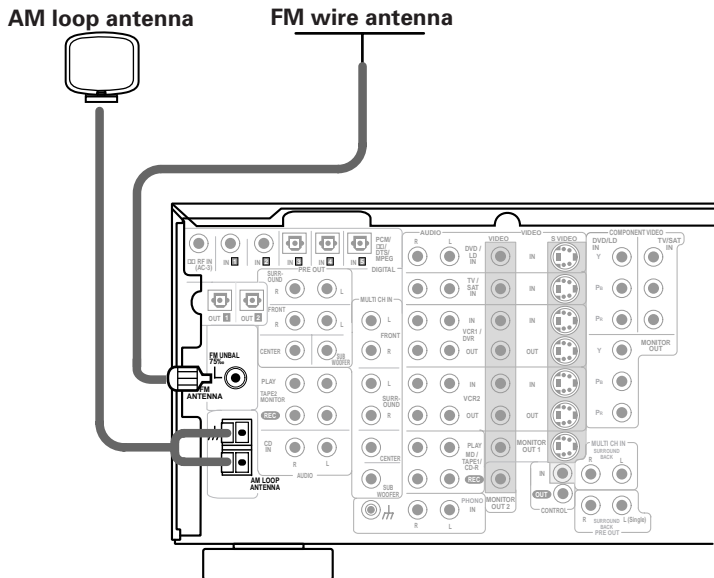 AM loop antenna
FM wire antenna
AUDIO
VIDEO
COMPONENT VIDEO
R
L
VIDEO
S VIDEO
DVD/LD
IN
TV/SAT
IN
PCM/
DTS/
MPEG
DIGITAL
RF IN
(AC-3)
IN 1
IN 2
IN 3
IN 4
IN 5
DVD /
LD
IN
IN
Y
PRE OUT
SURR-
OUND
R
L
TV /
SAT
IN
IN
PB
OUT 1
OUT 2
MULTI CH IN
FRONT
R
L
L
FRONT
R
IN
VCR1 /
DVR
OUT
IN
OUT
PR
MONITOR
OUT
Y
CENTER
SUB
WOOFER
FM UNBAL
75‰
FM
ANTENNA
PLAY
TAPE2
MONITOR
REC
L
SURR-
OUND
R
IN
VCR2
OUT
IN
OUT
PB
PR
CD
IN
R
L
AUDIO
CENTER
PLAY
MD /
TAPE1/
CD-R
REC
MONITOR
OUT 1
MULTI CH IN
SURROUND
BACK
R
L
AM LOOP
ANTENNA
SUB
WOOFER
IN
OUT
CONTROL
PHONO
IN
R
L
MONITOR
OUT 2
R
L (Single)
SURROUND
BACK
PRE OUT